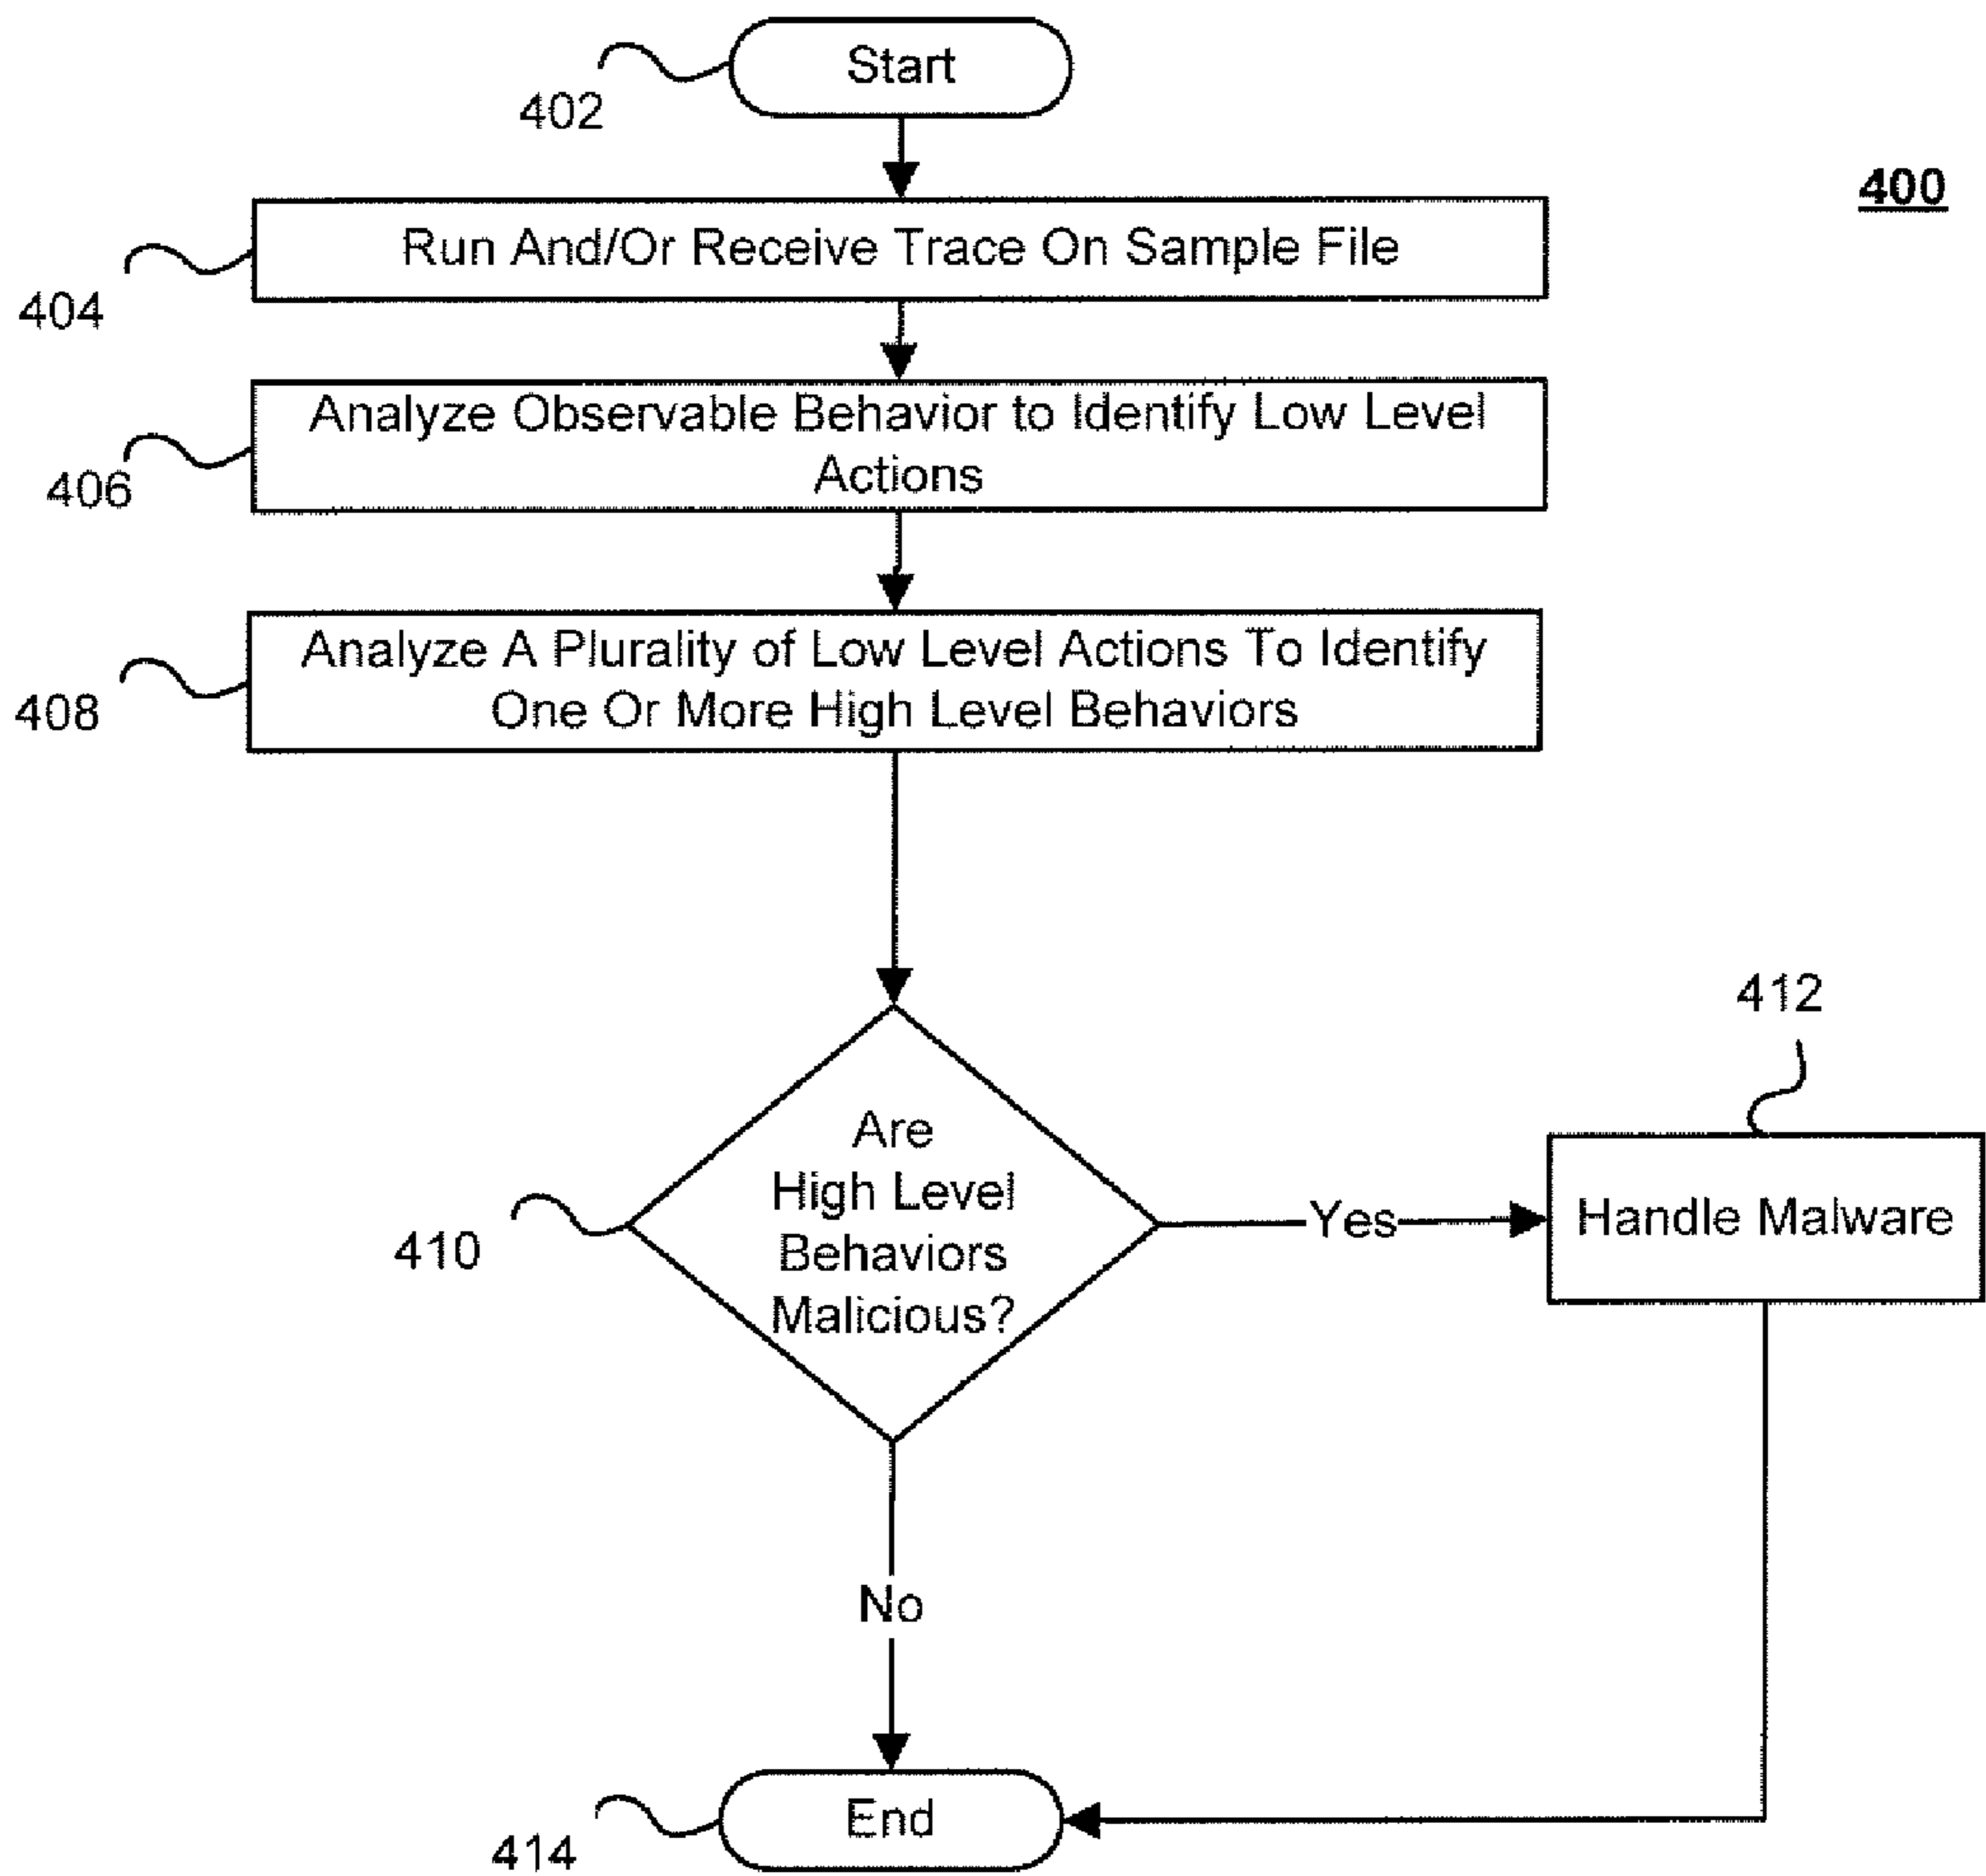 Start
402
400
Run And/Or Receive Trace On Sample File
404
Analyze Observable Behavior to Identify Low Level
Actions
406
Analyze A Plurality of Low Level Actions To Identify
One Or More High Level Behaviors
408
412
Are
High Level
Behaviors
Malicious?
410
Yes
Handle Malware
No
End
414